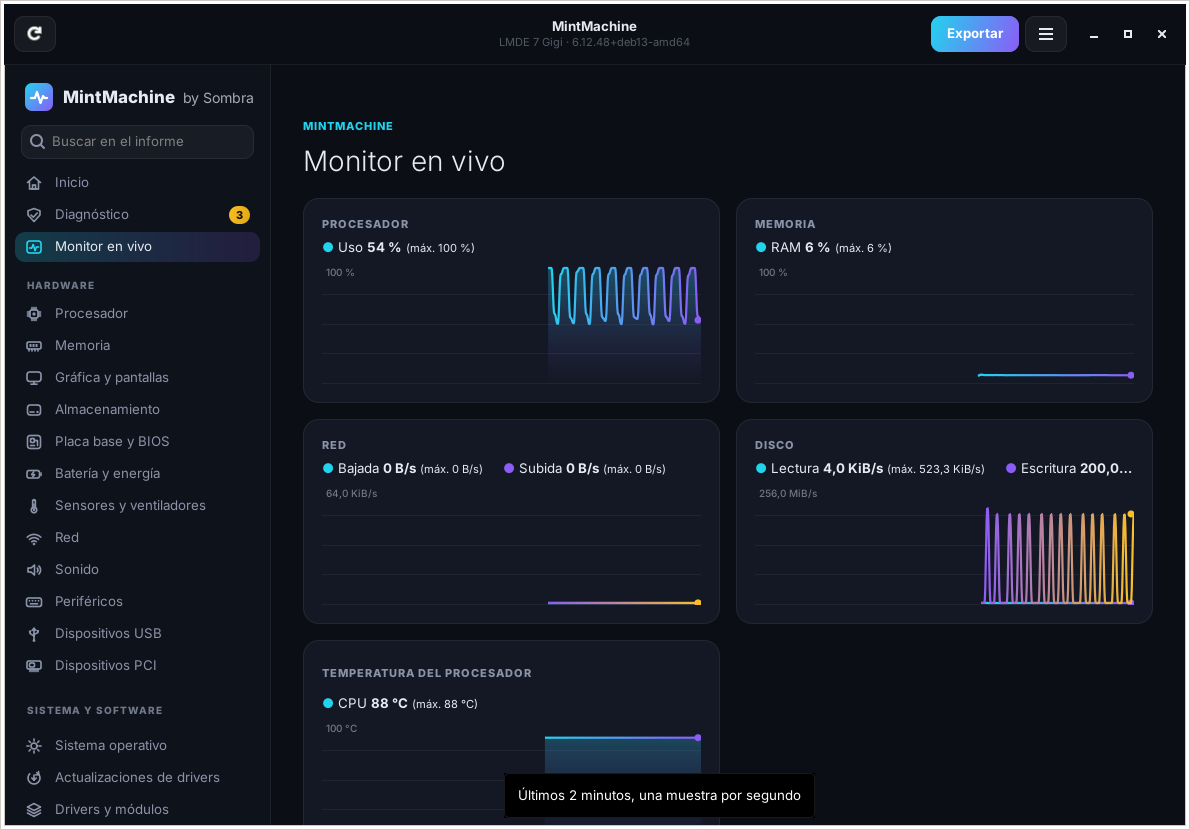 MintMachine
LMDE 7 Gigi · 6.12.48+deb13-amd64
Exportar
MintMachine by Sombra
Buscar en el informe
Inicio
Diagnóstico 3
Monitor en vivo
HARDWARE
Procesador
Memoria
Gráfica y pantallas
Almacenamiento
Placa base y BIOS
Batería y energía
Sensores y ventiladores
Red
Sonido
Periféricos
Dispositivos USB
Dispositivos PCI
SISTEMA Y SOFTWARE
Sistema operativo
Actualizaciones de drivers
Drivers y módulos
MINTMACHINE
Monitor en vivo
PROCESADOR
Uso 54 % (máx. 100 %)
100 %
MEMORIA
RAM 6 % (máx. 6 %)
100 %
RED
Bajada 0 B/s (máx. 0 B/s) Subida 0 B/s (máx. 0 B/s)
64,0 KiB/s
DISCO
Lectura 4,0 KiB/s (máx. 523,3 KiB/s) Escritura 200,0...
256,0 MiB/s
TEMPERATURA DEL PROCESADOR
CPU 88 °C (máx. 88 °C)
100 °C
Últimos 2 minutos, una muestra por segundo